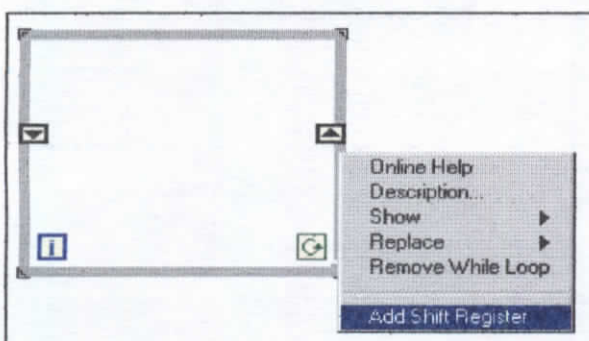 Online Help
Description...
Show
Replace
Remove While Loop
Add Shift Register
i